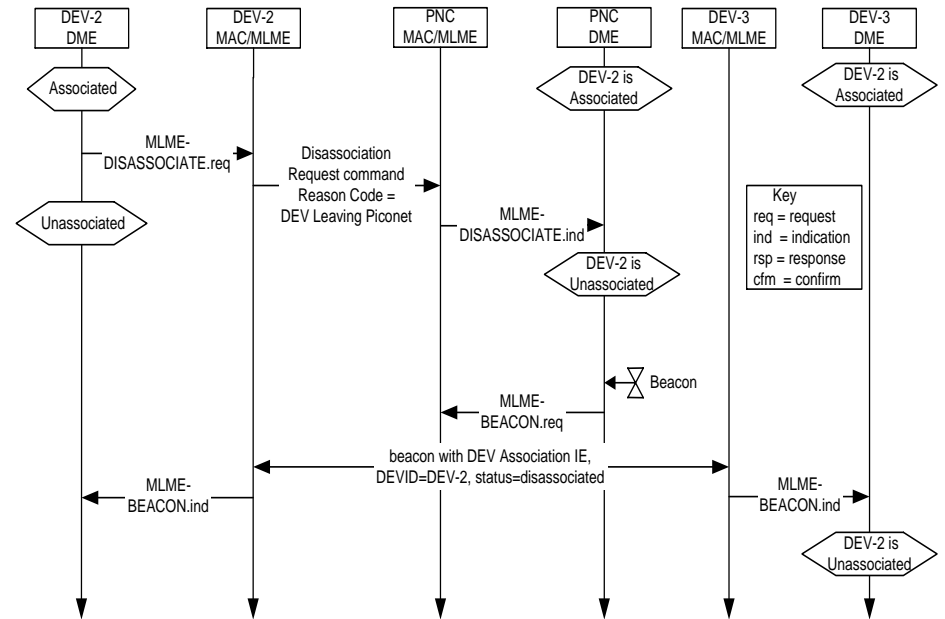 DEV-2
DME
DEV-2
MAC/MLME
PNC
MAC/MLME
PNC
DME
DEV-3
MAC/MLME
DEV-3
DME
Associated
DEV-2 is
Associated
DEV-2 is
Associated
MLME-
DISASSOCIATE.req
Disassociation
Request command
Reason Code =
DEV Leaving Piconet
Unassociated
MLME-
DISASSOCIATE.ind
Key
req = request
ind = indication
rsp = response
cfm = confirm
DEV-2 is
Unassociated
Beacon
MLME-
BEACON.req
beacon with DEV Association IE,
DEVID=DEV-2, status=disassociated
MLME-
BEACON.ind
MLME-
BEACON.ind
DEV-2 is
Unassociated